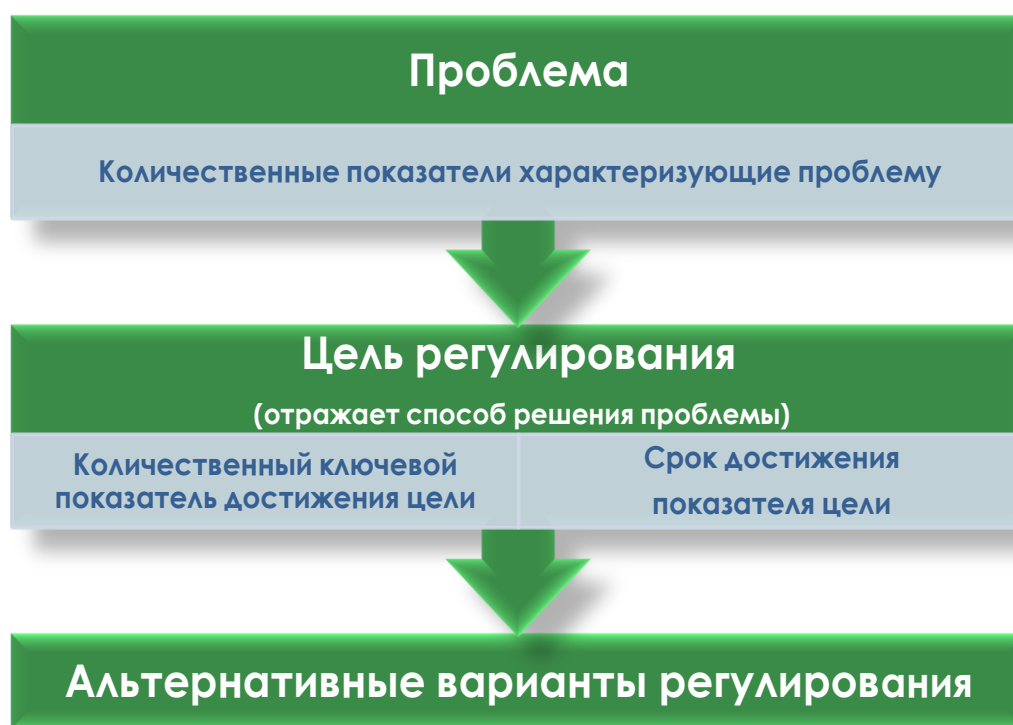 Проблема
Количественные показатели характеризующие проблему
Цель регулирования
(отражает способ решения проблемы)
Количественный ключевой
показатель достижения цели
Срок достижения
показателя цели
Альтернативные варианты регулирования